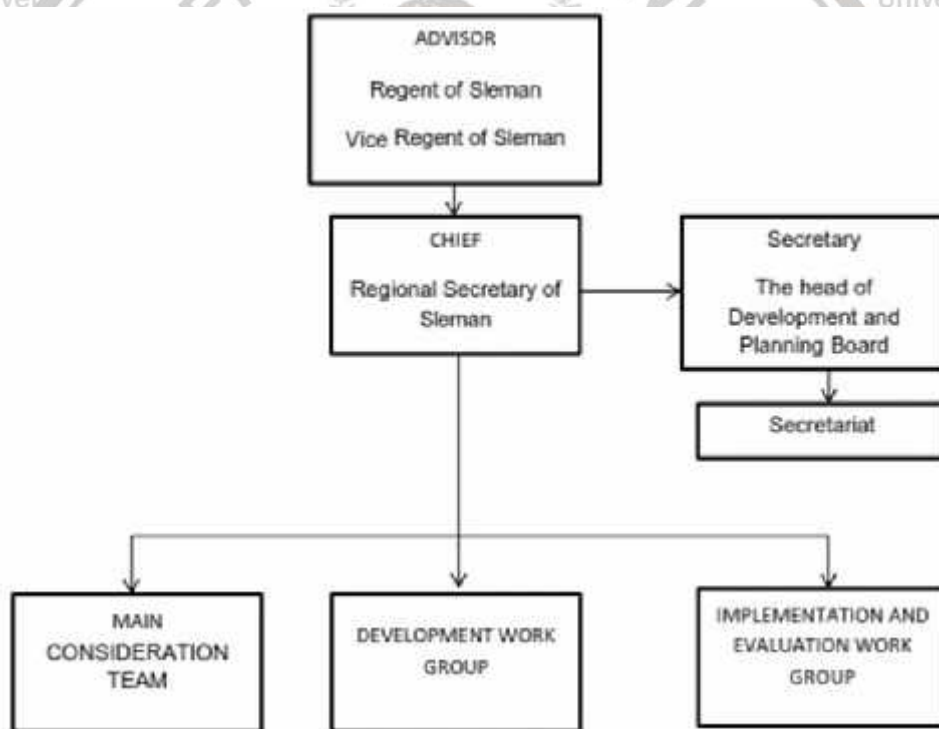 ADVISOR
Regent of Sleman
Vice Regent of Sleman
CHIEF
Regional Secretary of
Sleman
Secretary
The head of
Development and
Planning Board
Secretariat
MAIN
CONSIDERATION
TEAM
DEVELOPMENT WORK
GROUP
IMPLEMENTATION AND
EVALUATION WORK
GROUP